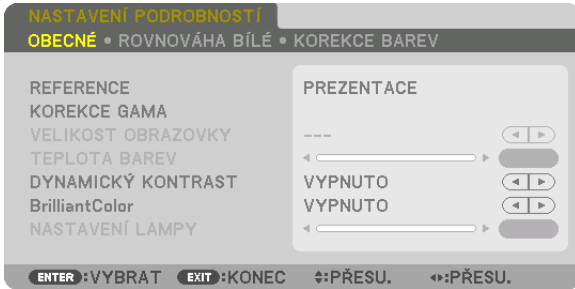 NASTAVENÍ PODROBNOSTÍ
OBECNÉ • ROVNOVÁHA BÍLÉ • KOREKCE BAREV
REFERENCE PREZENTACE
KOREKCE GAMA
VELIKOST OBRAZOVKY ---
TEPLOTA BAREV
DYNAMICKÝ KONTRAST VYPNUTO
BrilliantColor VYPNUTO
NASTAVENÍ LAMPY
ENTER:VYBRAT EXIT:KONEC :PŘESU. :PŘESU.